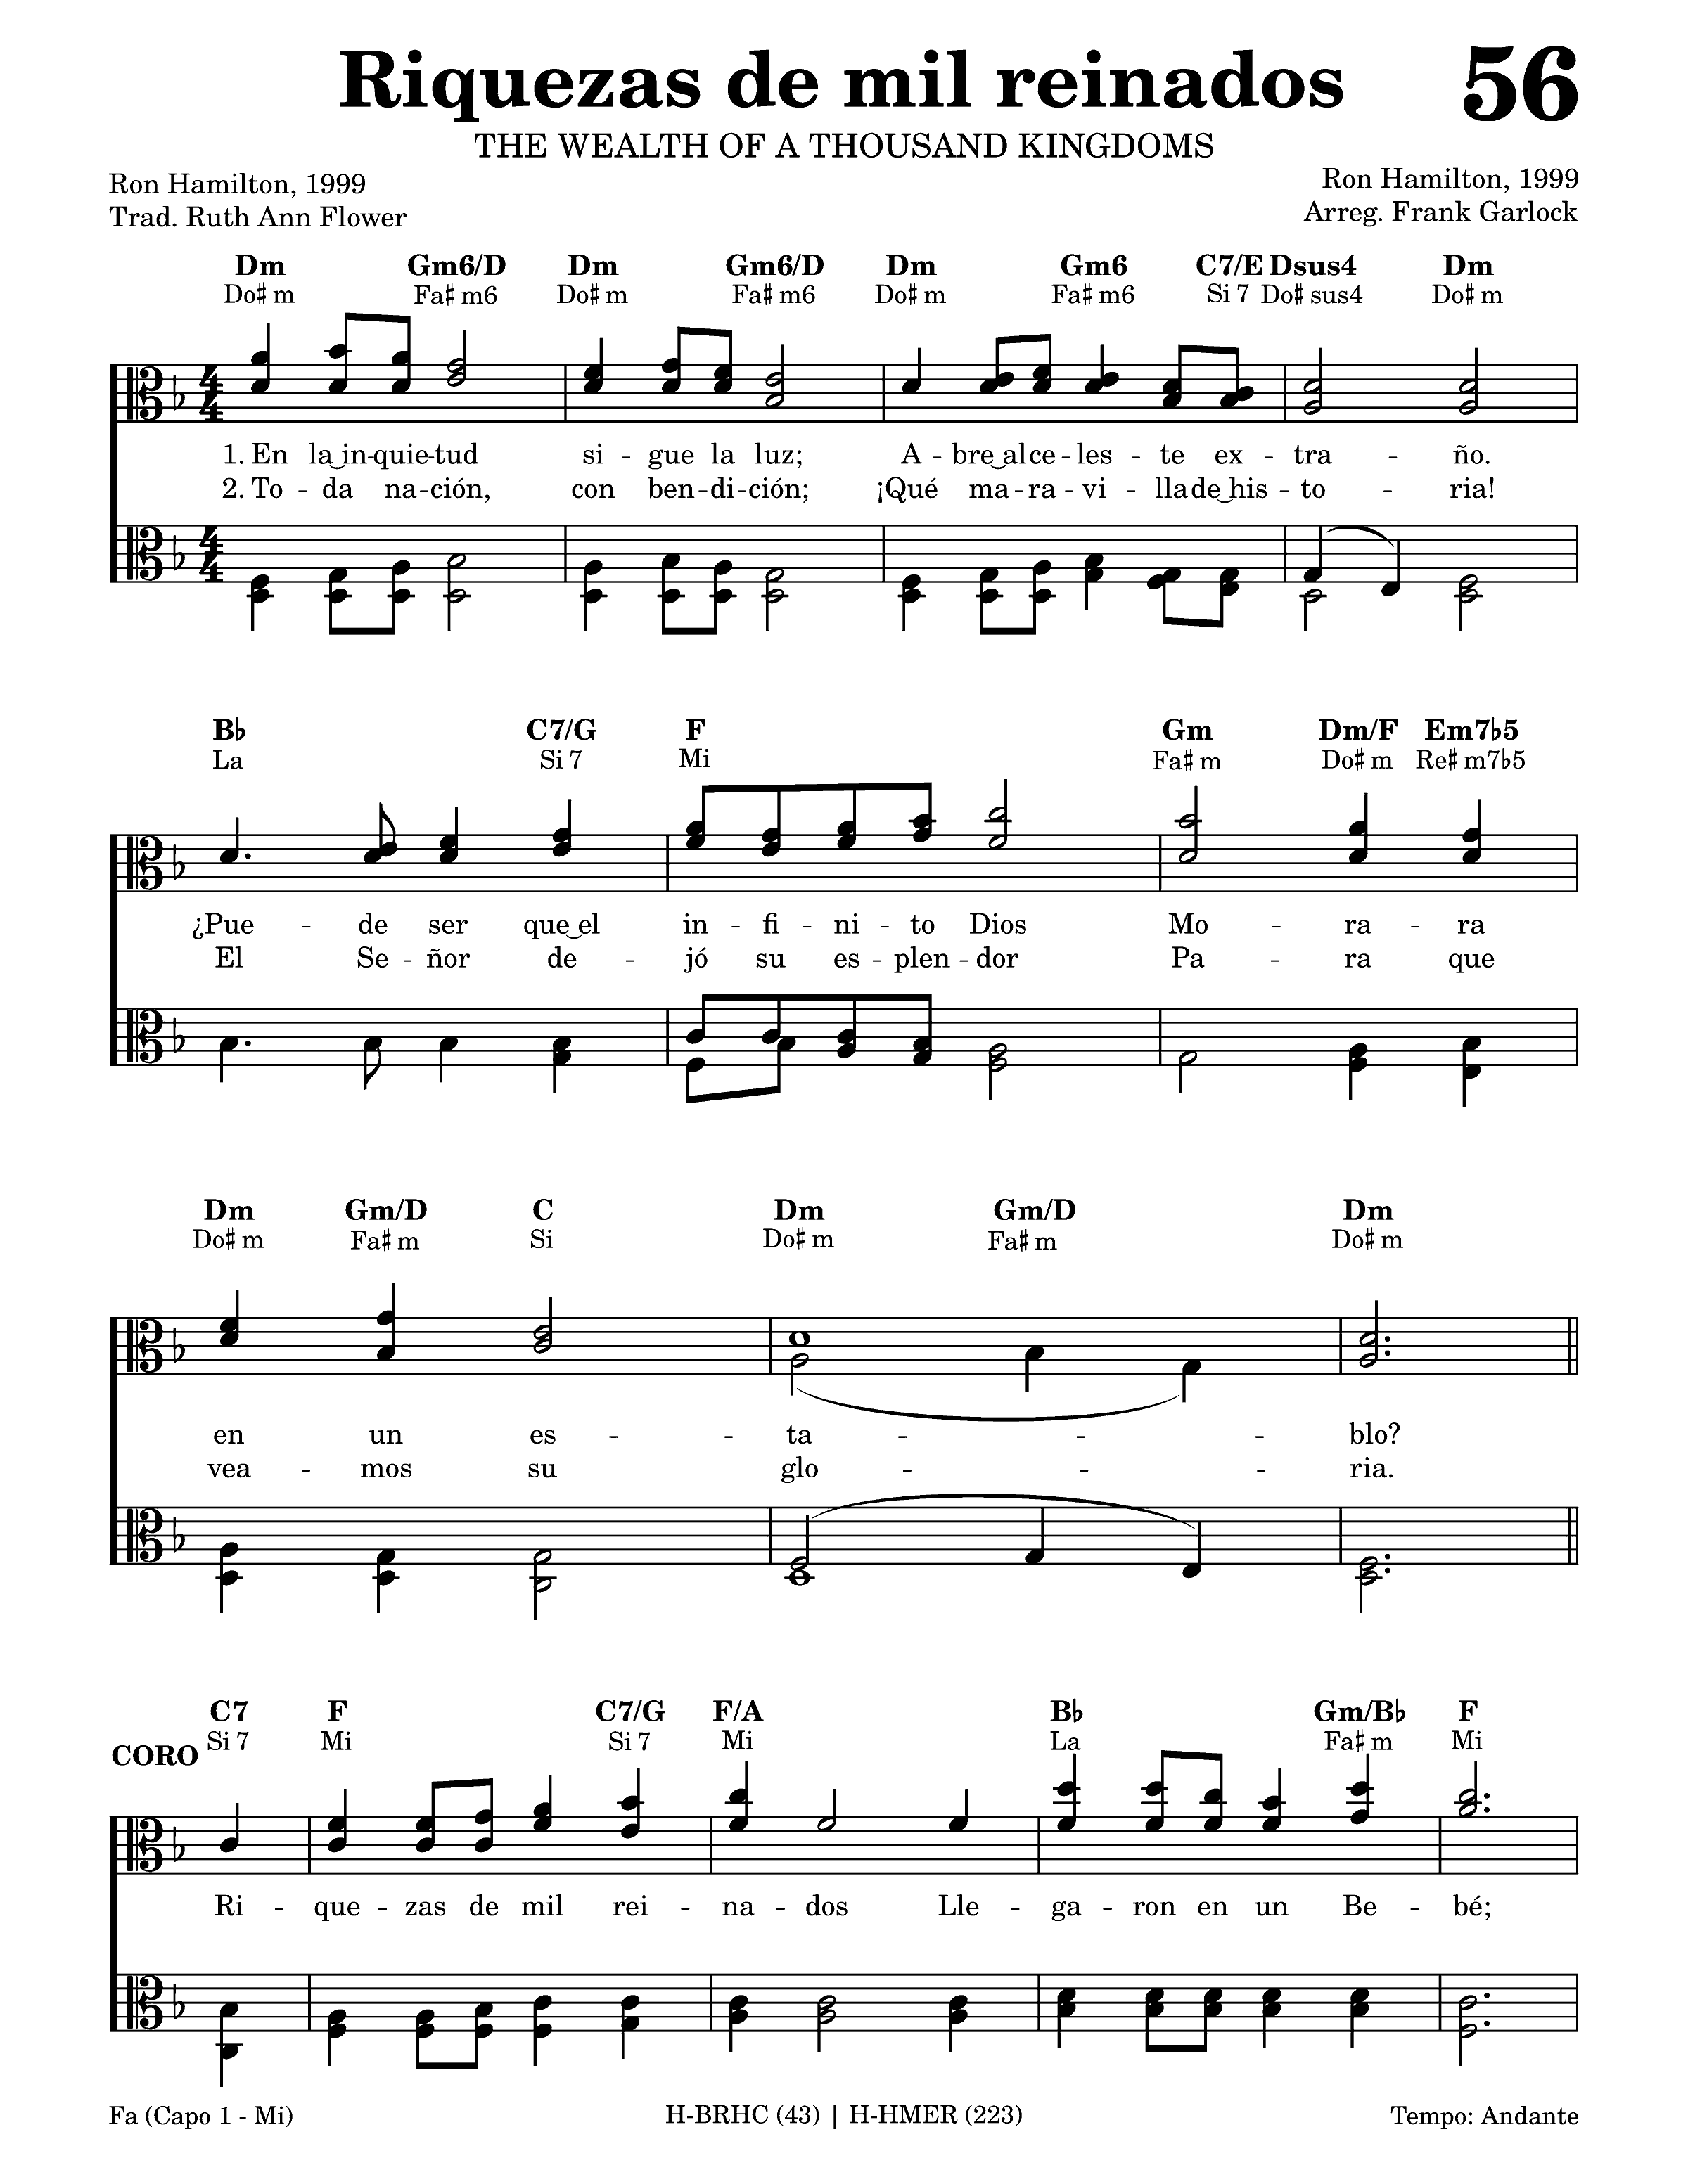 Riquezas de mil reinados 56
THE WEALTH OF A THOUSAND KINGDOMS
Ron Hamilton, 1999 Ron Hamilton, 1999
Trad. Ruth Ann Flower Arreg. Frank Garlock
Dm Gm6/D Dm Gm6/D Dm Gm6 C7/E Dsus4 Dm
Do♯ m Fa♯ m6 Do♯ m Fa♯ m6 Do♯ m Fa♯ m6 Si 7 Do♯ sus4 Do♯ m
4/4
1. En la‿in - quie - tud si - gue la luz; A - bre‿al - ce - les - te ex - tra - ño.
2. To - da na - ción, con ben - di - ción; ¡Qué ma - ra - vi - lla de‿his - to - ria!
4/4
B♭ C7/G F Gm Dm/F Em7♭5
La Si 7 Mi Fa♯ m Do♯ m Re♯ m7♭5
¿Pue - de ser que‿el in - fi - ni - to Dios Mo - ra - ra
El Se - ñor de - jó su es - plen - dor Pa - ra que
Dm Gm/D C Dm Gm/D Dm
Do♯ m Fa♯ m Si Do♯ m Fa♯ m Do♯ m
en un es - ta - - blo?
vea - mos su glo - - ria.
C7 F C7/G F/A B♭ Gm/B♭ F
Si 7 Mi Si 7 Mi La Fa♯ m Mi
CORO
Ri - que - zas de mil rei - na - dos Lle - ga - ron en un Be - bé;
Fa (Capo 1 - Mi) H-BRHC (43) | H-HMER (223) Tempo: Andante